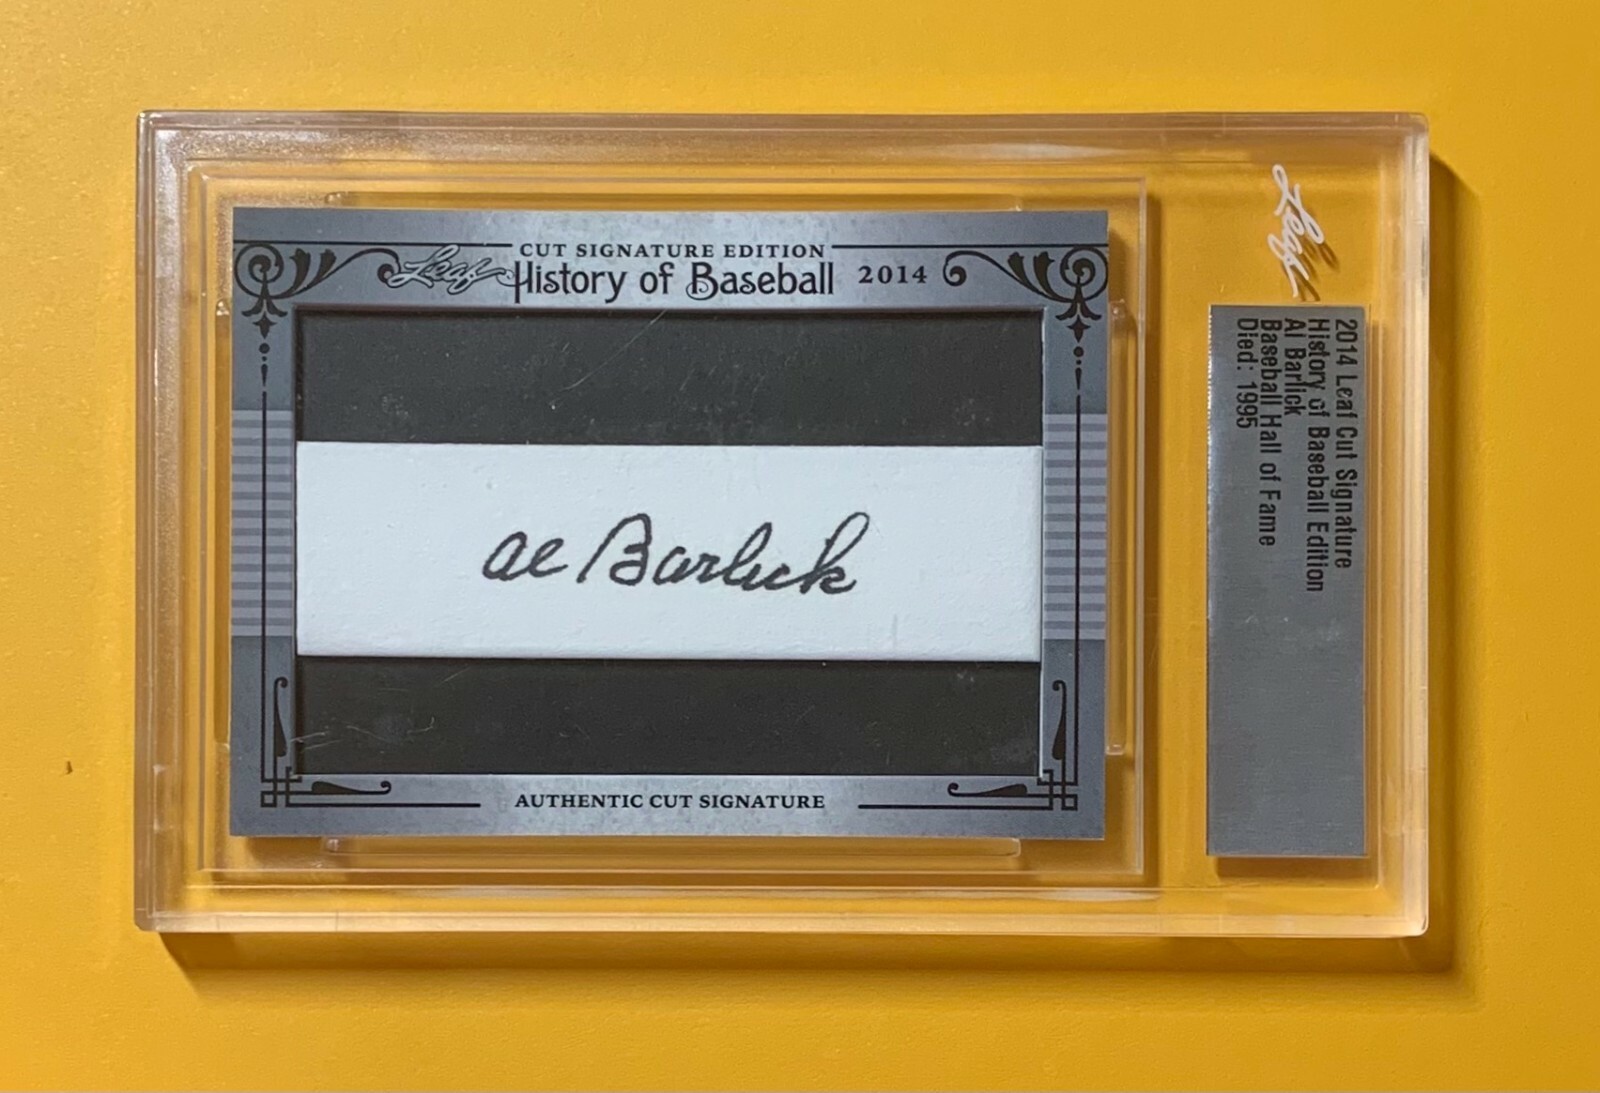 CUT SIGNATURE EDITION
Leaf History of Baseball 2014
al Barlick
AUTHENTIC CUT SIGNATURE
Leaf
2014 Leaf Cut Signature
History of Baseball Edition
Al Barlick
Baseball Hall of Fame
Died: 1995